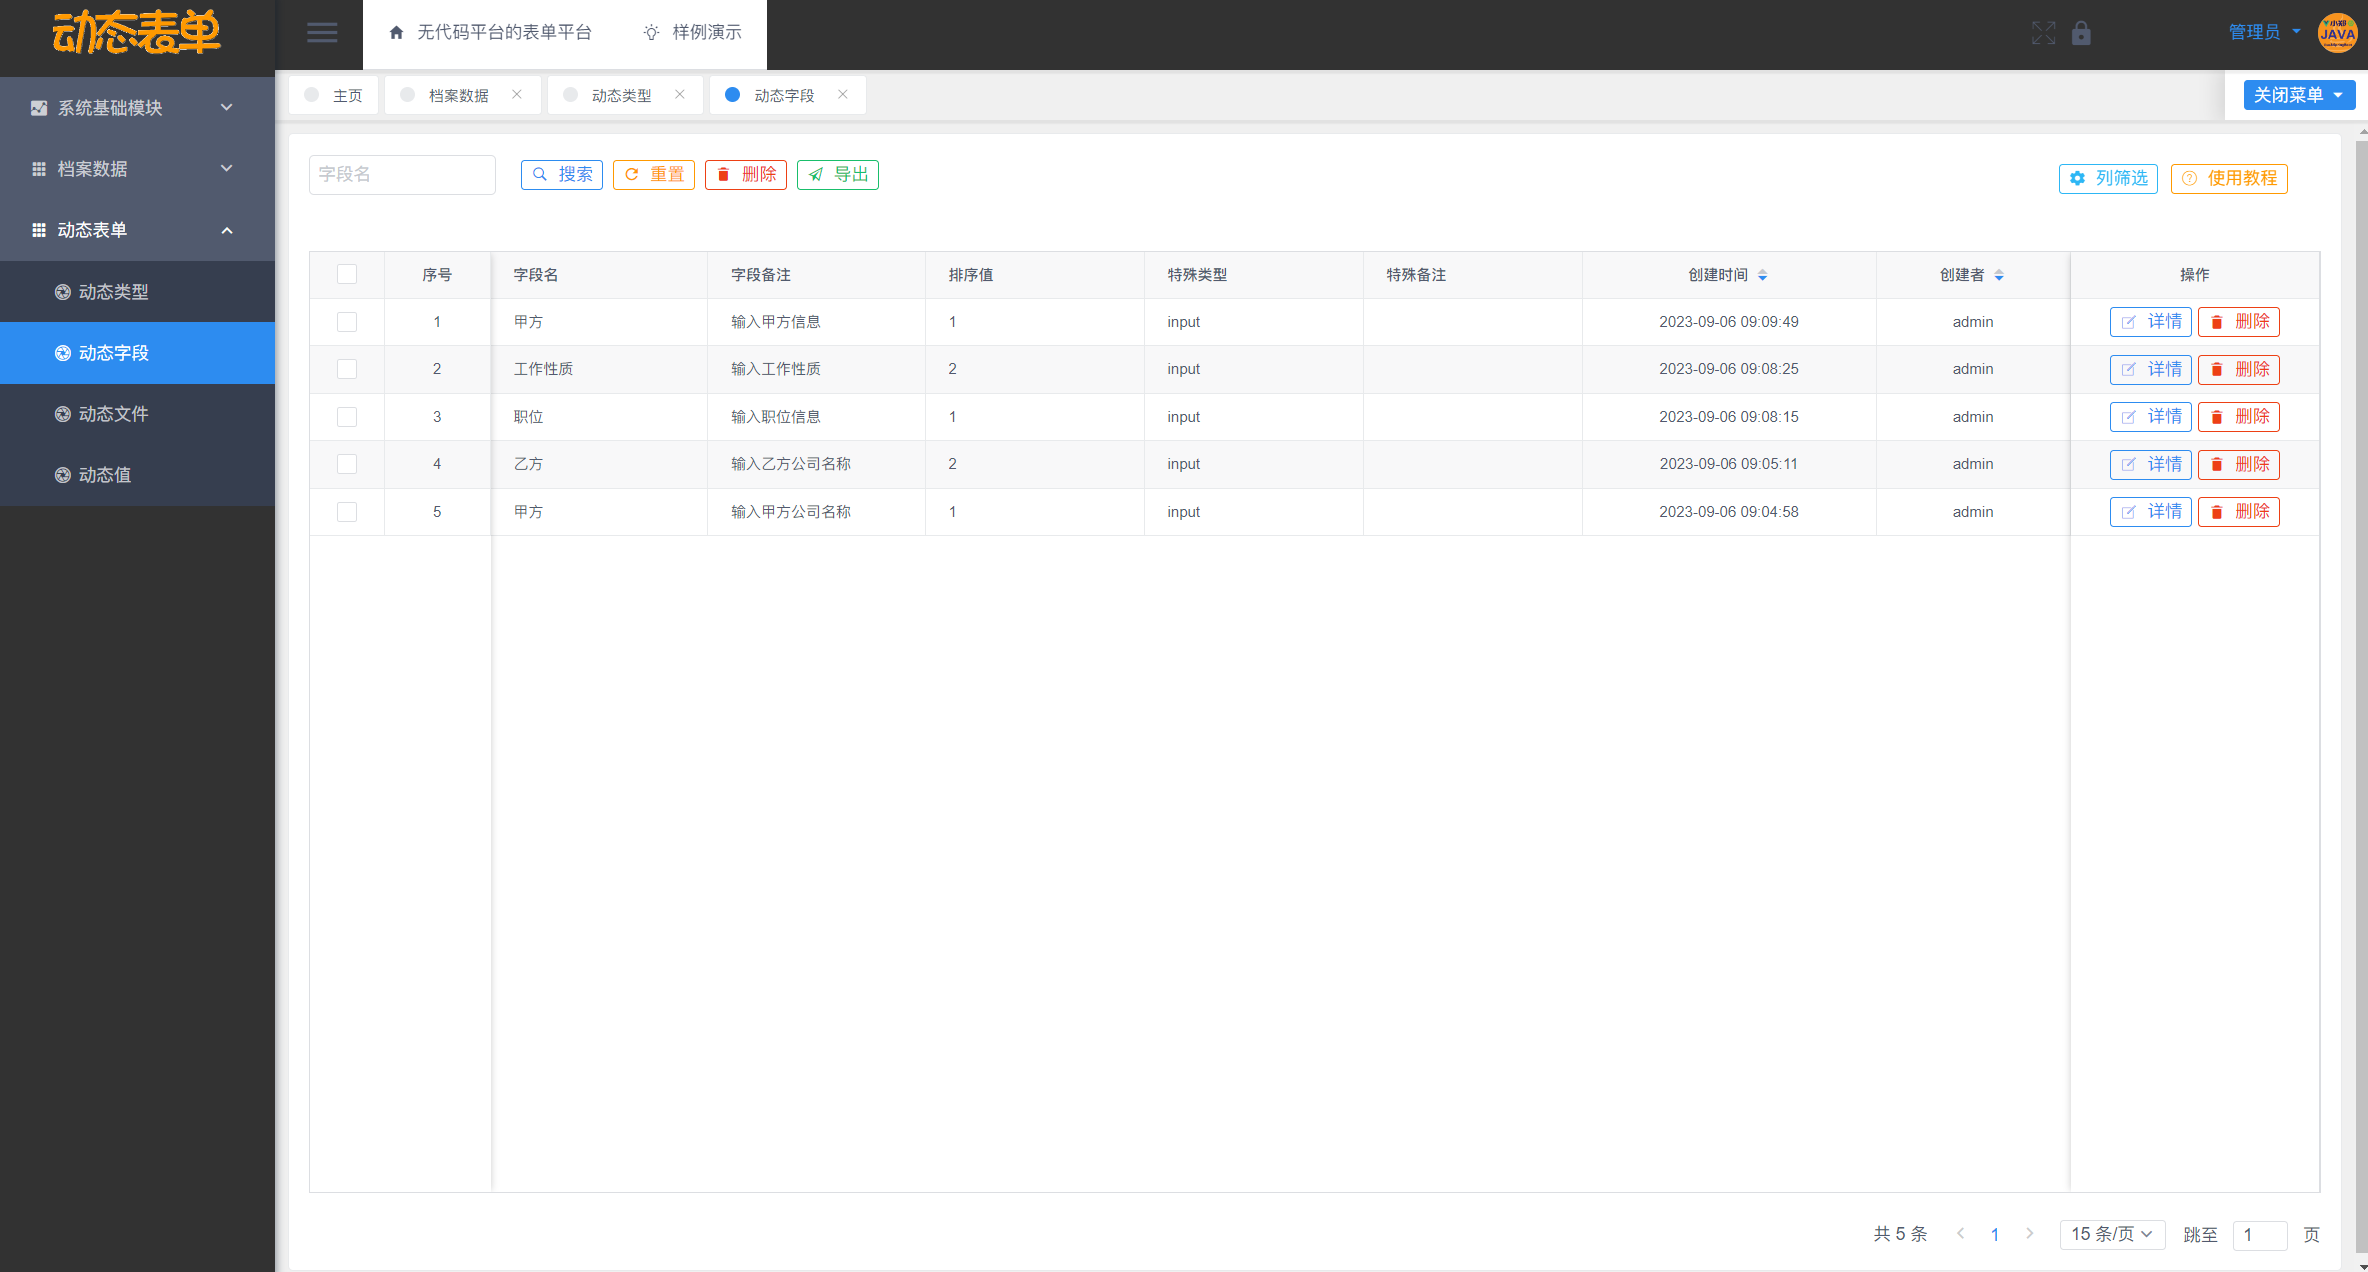 动态表单
无代码平台的表单平台 样例演示
管理员
JAVA
系统基础模块
档案数据
动态表单
动态类型
动态字段
动态文件
动态值
主页 档案数据 动态类型 动态字段
关闭菜单
字段名 搜索 重置 删除 导出
列筛选 使用教程
序号 字段名 字段备注 排序值 特殊类型 特殊备注 创建时间 创建者 操作
1 甲方 输入甲方信息 1 input 2023-09-06 09:09:49 admin 详情 删除
2 工作性质 输入工作性质 2 input 2023-09-06 09:08:25 admin 详情 删除
3 职位 输入职位信息 1 input 2023-09-06 09:08:15 admin 详情 删除
4 乙方 输入乙方公司名称 2 input 2023-09-06 09:05:11 admin 详情 删除
5 甲方 输入甲方公司名称 1 input 2023-09-06 09:04:58 admin 详情 删除
共 5 条 1 15 条/页 跳至 1 页